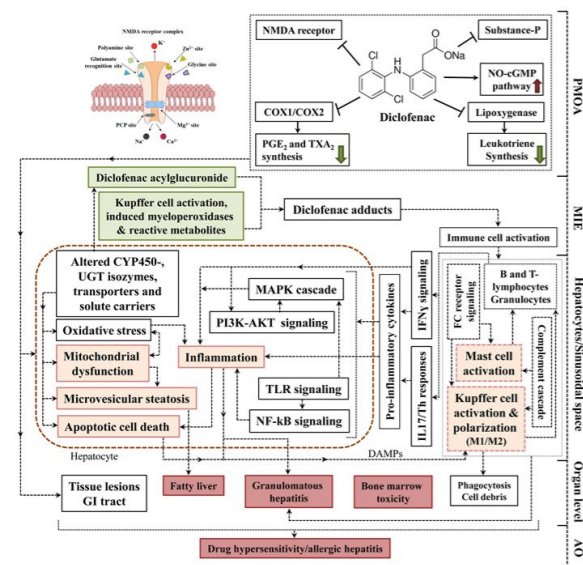 NMDA receptor complex
K+
Polyamine site
Zn2+ site
Glutamate
recognition site
Glycine site
PCP site
Mg2+ site
Na+
Ca2+
NMDA receptor
Substance-P
O
ONa
Cl
H
N
Cl
NO-cGMP
pathway
COX1/COX2
Diclofenac
Lipoxygenase
PGE2 and TXA2
synthesis
Leukotriene
Synthesis
PMOA
Diclofenac acylglucuronide
Kupffer cell activation,
induced myeloperoxidases
& reactive metabolites
Diclofenac adducts
Immune cell activation
MIE
Altered CYP450-,
UGT isozymes,
transporters and
solute carriers
Oxidative stress
Mitochondrial
dysfunction
Microvesicular steatosis
Apoptotic cell death
Hepatocyte
MAPK cascade
PI3K-AKT signaling
Inflammation
TLR signaling
NF-kB signaling
DAMPs
Pro-inflammatory cytokines
IFNγ signaling
IL17/Th responses
FC receptor
signaling
B and T-
lymphocytes
Granulocytes
Complement
cascade
Mast cell
activation
Kupffer cell
activation &
polarization
(M1/M2)
Hepatocytes/Sinusoidal space
Tissue lesions
GI tract
Fatty liver
Granulomatous
hepatitis
Bone marrow
toxicity
Phagocytosis
Cell debris
Organ level
Drug hypersensitivity/allergic hepatitis
AO